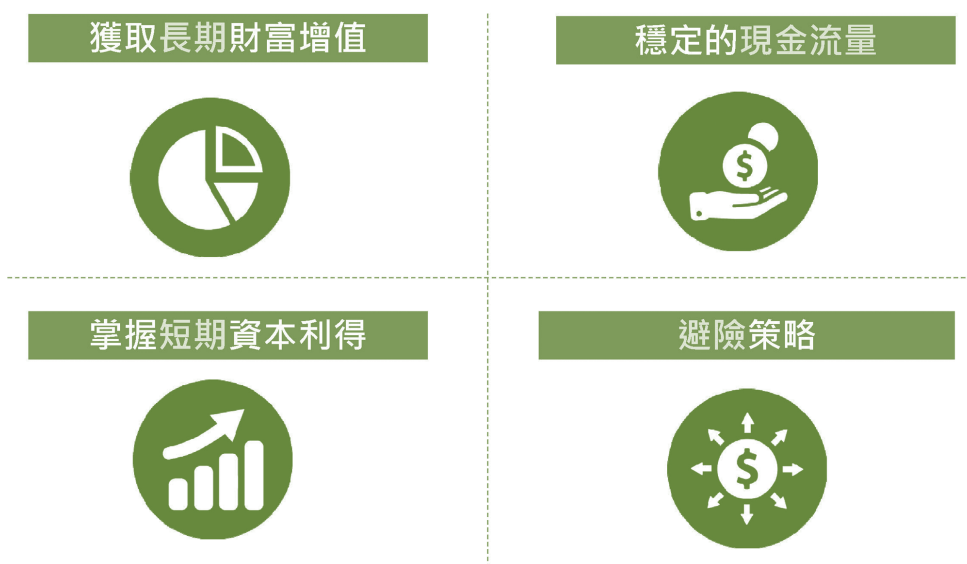 獲取長期財富增值
穩定的現金流量
$
掌握短期資本利得
避險策略
$